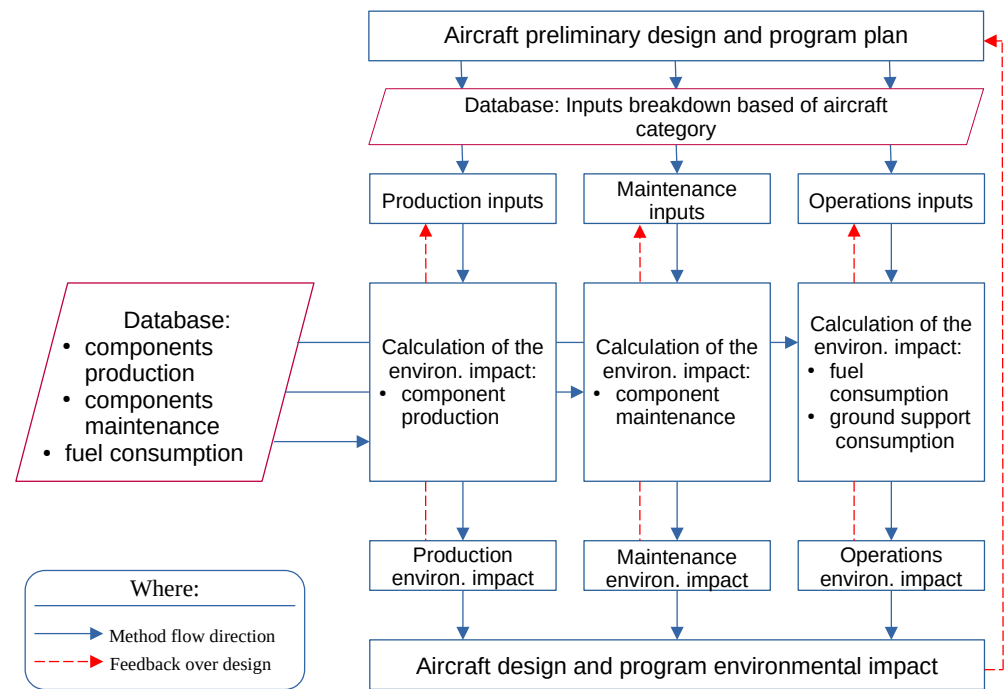 Aircraft preliminary design and program plan
Database: Inputs breakdown based of aircraft
category
Production inputs
Maintenance
inputs
Operations inputs
Database:
• components
production
• components
maintenance
• fuel consumption
Calculation of the
environ. impact:
• component
production
Calculation of the
environ. impact:
• component
maintenance
Calculation of the
environ. impact:
• fuel
consumption
• ground support
consumption
Production
environ. impact
Maintenance
environ. impact
Operations
environ. impact
Where:
Method flow direction
Feedback over design
Aircraft design and program environmental impact